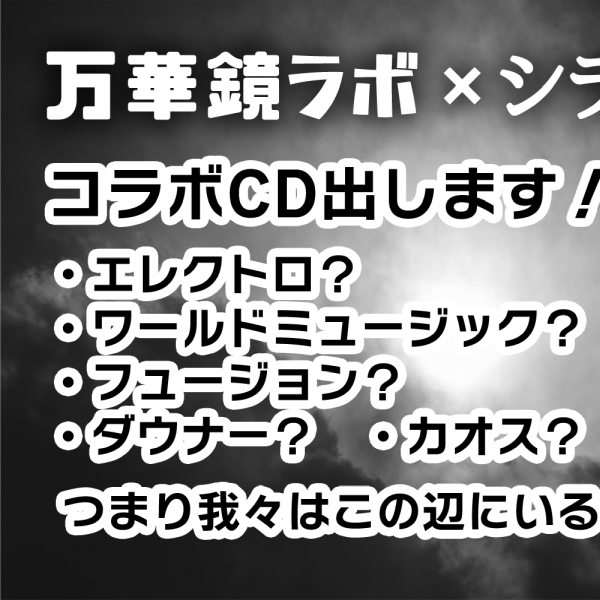 万華鏡ラボ×シラ
コラボCD出します！
・エレクトロ？
・ワールドミュージック？
・フュージョン？
・ダウナー？　・カオス？
つまり我々はこの辺にいる